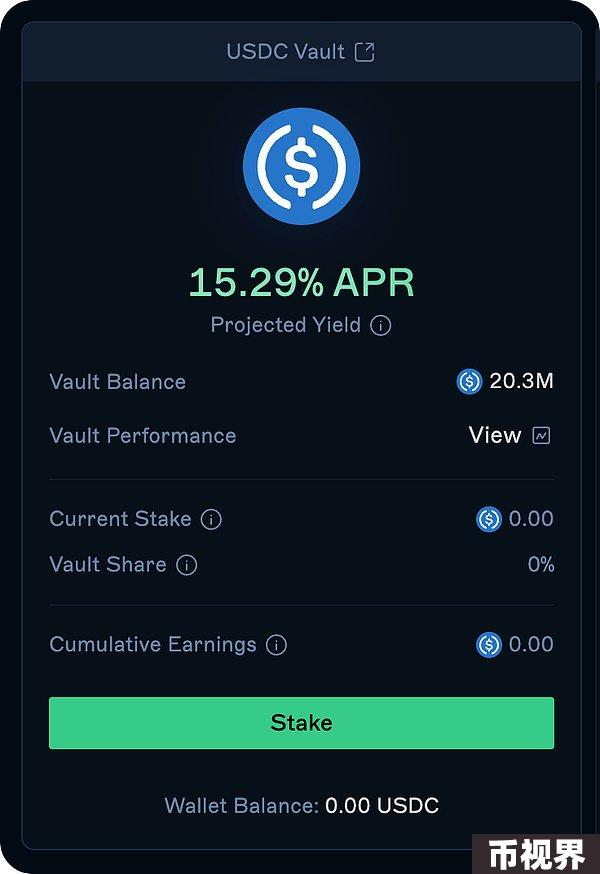 USDC Vault
15.29% APR
Projected Yield
Vault Balance 20.3M
Vault Performance View
Current Stake 0.00
Vault Share 0%
Cumulative Earnings 0.00
Stake
Wallet Balance: 0.00 USDC
币视界